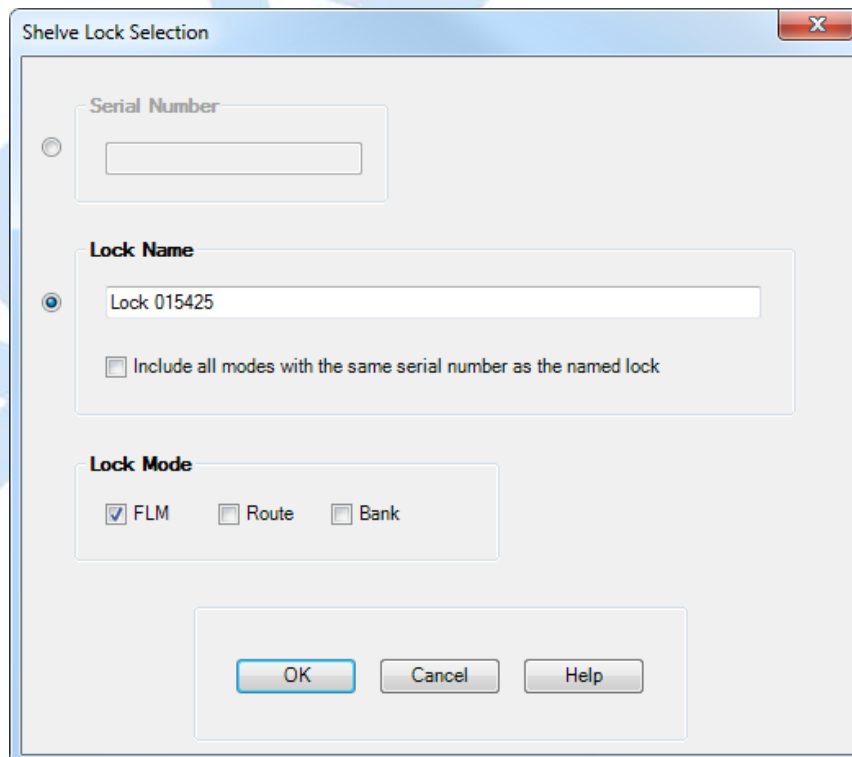 Shelve Lock Selection
Serial Number
Lock Name
Lock 015425
Include all modes with the same serial number as the named lock
Lock Mode
FLM Route Bank
OK Cancel Help